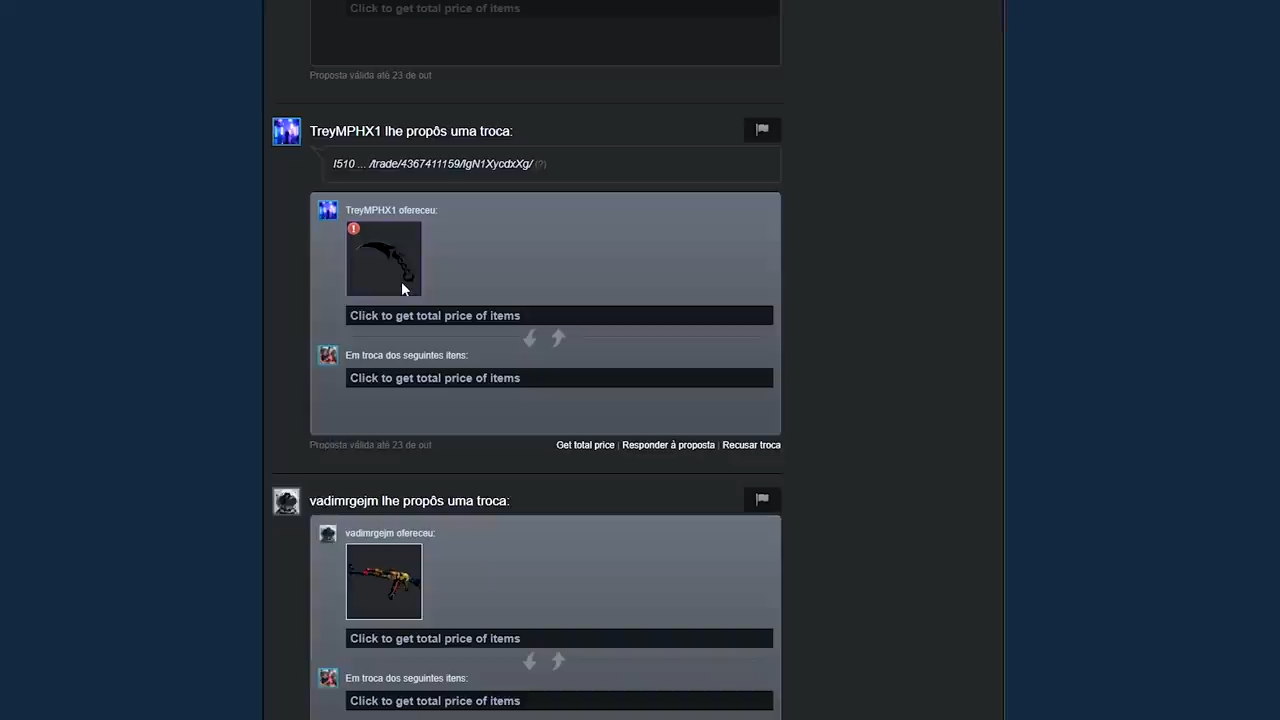 Click to get total price of items
Proposta válida até 23 de out
TreyMPHX1 lhe propôs uma troca:
I510 ... /trade/4367411159/IgN1XycdxXg/ (?)
TreyMPHX1 ofereceu:
Click to get total price of items
Em troca dos seguintes itens:
Click to get total price of items
Proposta válida até 23 de out
Get total price | Responder à proposta | Recusar troca
vadimrgejm lhe propôs uma troca:
vadimrgejm ofereceu:
Click to get total price of items
Em troca dos seguintes itens:
Click to get total price of items